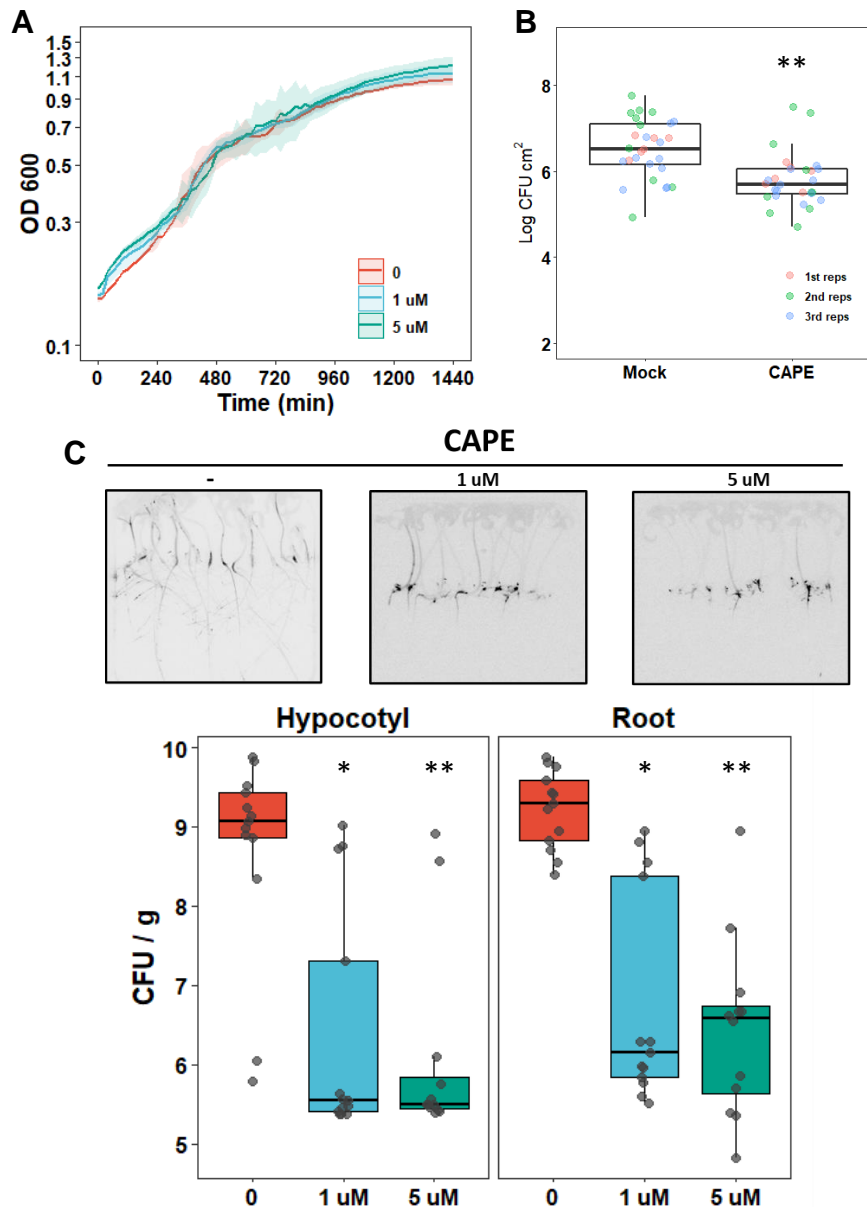 A
1.5
1.3
1.1
0.9
0.7
0.5
0.3
0.1
OD 600
0
1 uM
5 uM
0 240 480 720 960 1200 1440
Time (min)
B
**
8
6
4
2
Log CFU cm²
1st reps
2nd reps
3rd reps
Mock CAPE
C
CAPE
- 1 uM 5 uM
Hypocotyl Root
10
9
8
7
6
5
CFU / g
* ** * **
0 1 uM 5 uM 0 1 uM 5 uM